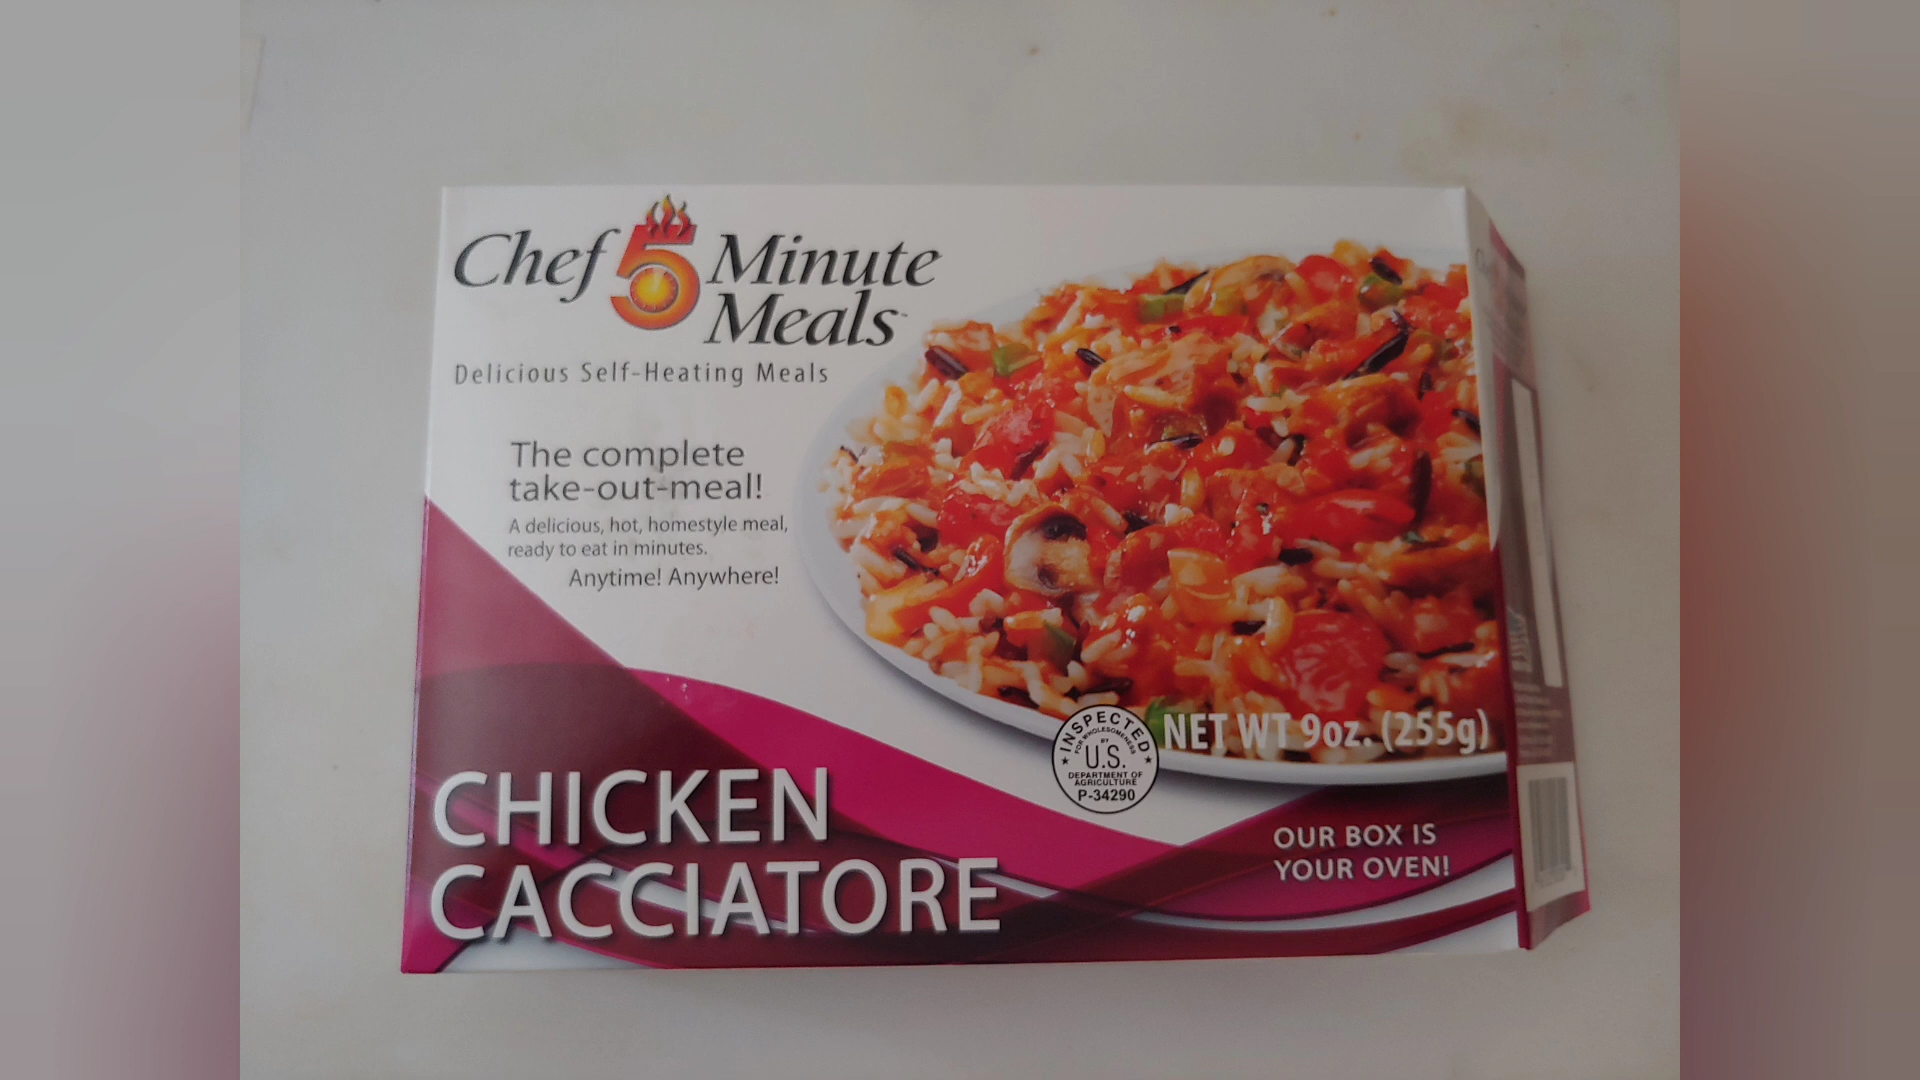 Chef 5 Minute
Meals™
Delicious Self-Heating Meals
The complete
take-out-meal!
A delicious, hot, homestyle meal,
ready to eat in minutes.
Anytime! Anywhere!
INSPECTED
FOR WHOLESOMENESS
BY
U.S.
DEPARTMENT OF
AGRICULTURE
P-34290
NET WT 9oz. (255g)
CHICKEN
CACCIATORE
OUR BOX IS
YOUR OVEN!